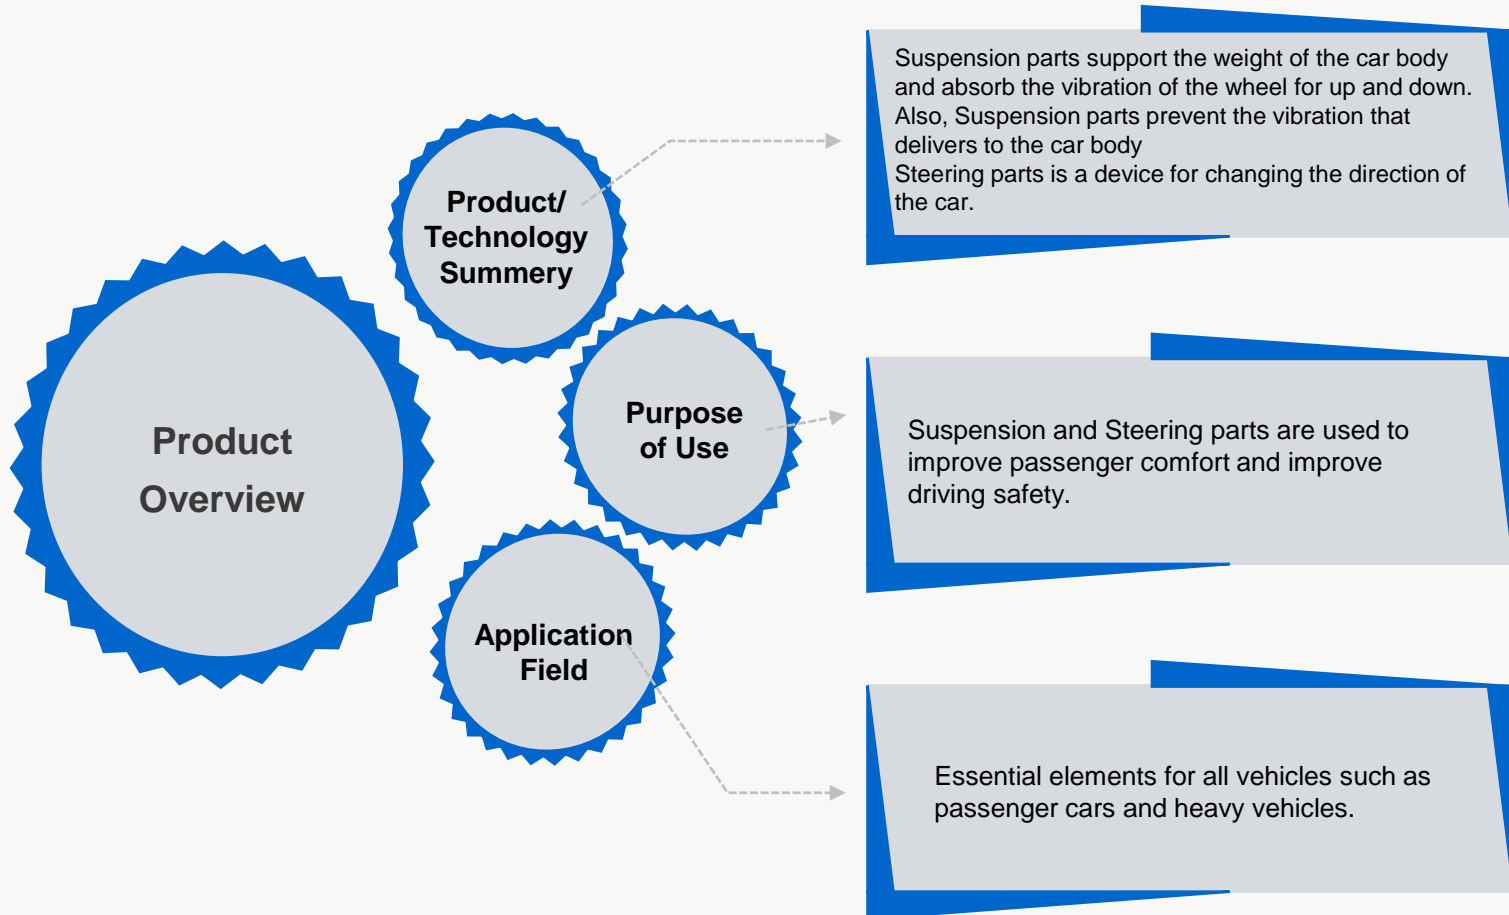 Product
Overview
Product/
Technology
Summery
Suspension parts support the weight of the car body
and absorb the vibration of the wheel for up and down.
Also, Suspension parts prevent the vibration that
delivers to the car body
Steering parts is a device for changing the direction of
the car.
Purpose
of Use
Suspension and Steering parts are used to
improve passenger comfort and improve
driving safety.
Application
Field
Essential elements for all vehicles such as
passenger cars and heavy vehicles.